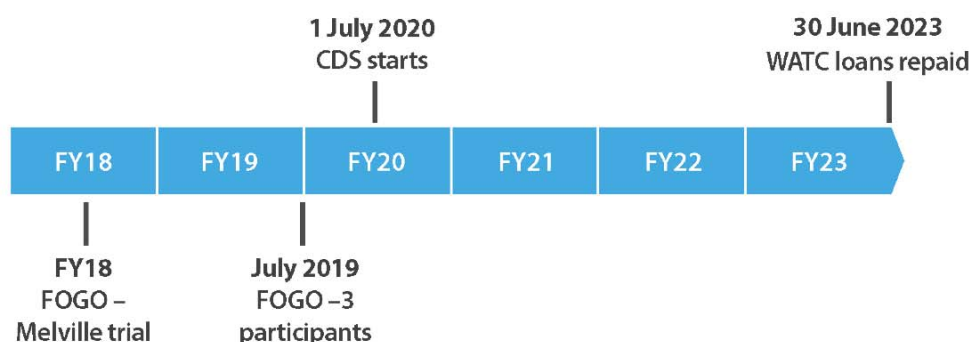 1 July 2020
CDS starts
30 June 2023
WATC loans repaid
FY18
FY19
FY20
FY21
FY22
FY23
FY18
FOGO –
Melville trial
July 2019
FOGO –3
participants